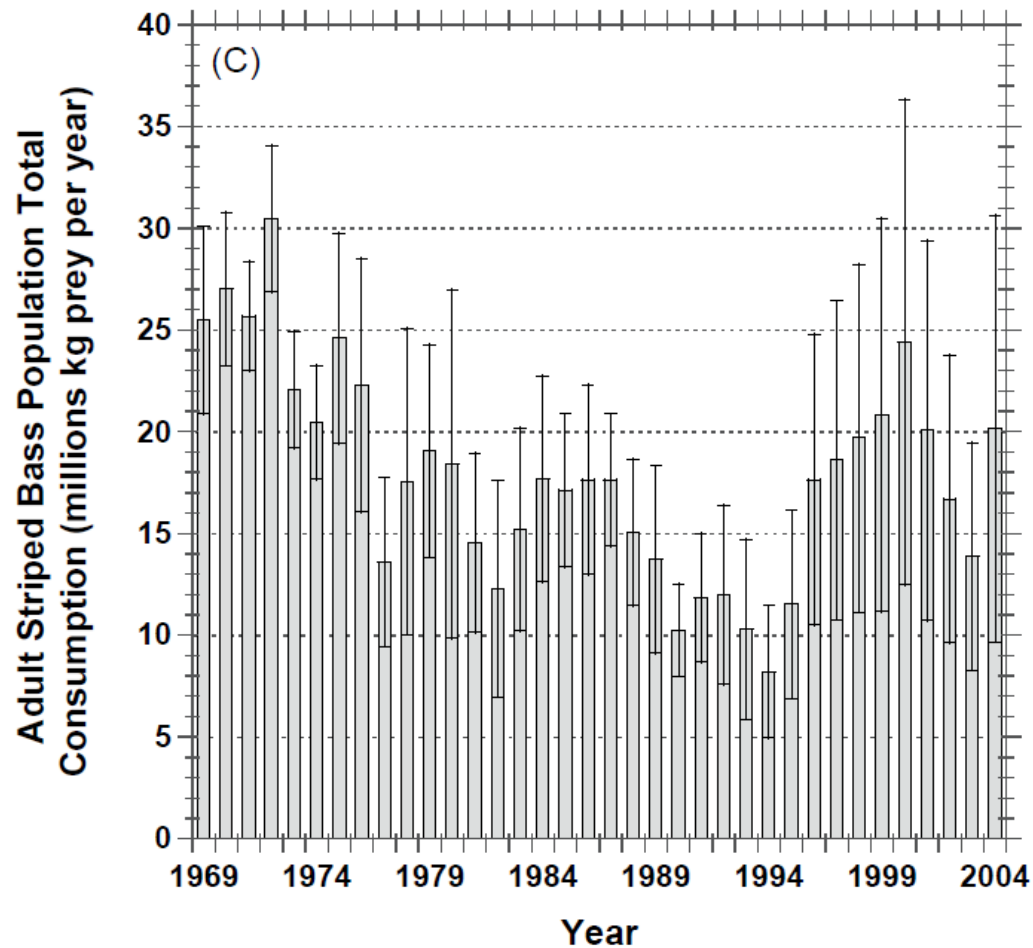 (C)
Adult Striped Bass Population Total
Consumption (millions kg prey per year)
40
35
30
25
20
15
10
5
0
1969 1974 1979 1984 1989 1994 1999 2004
Year